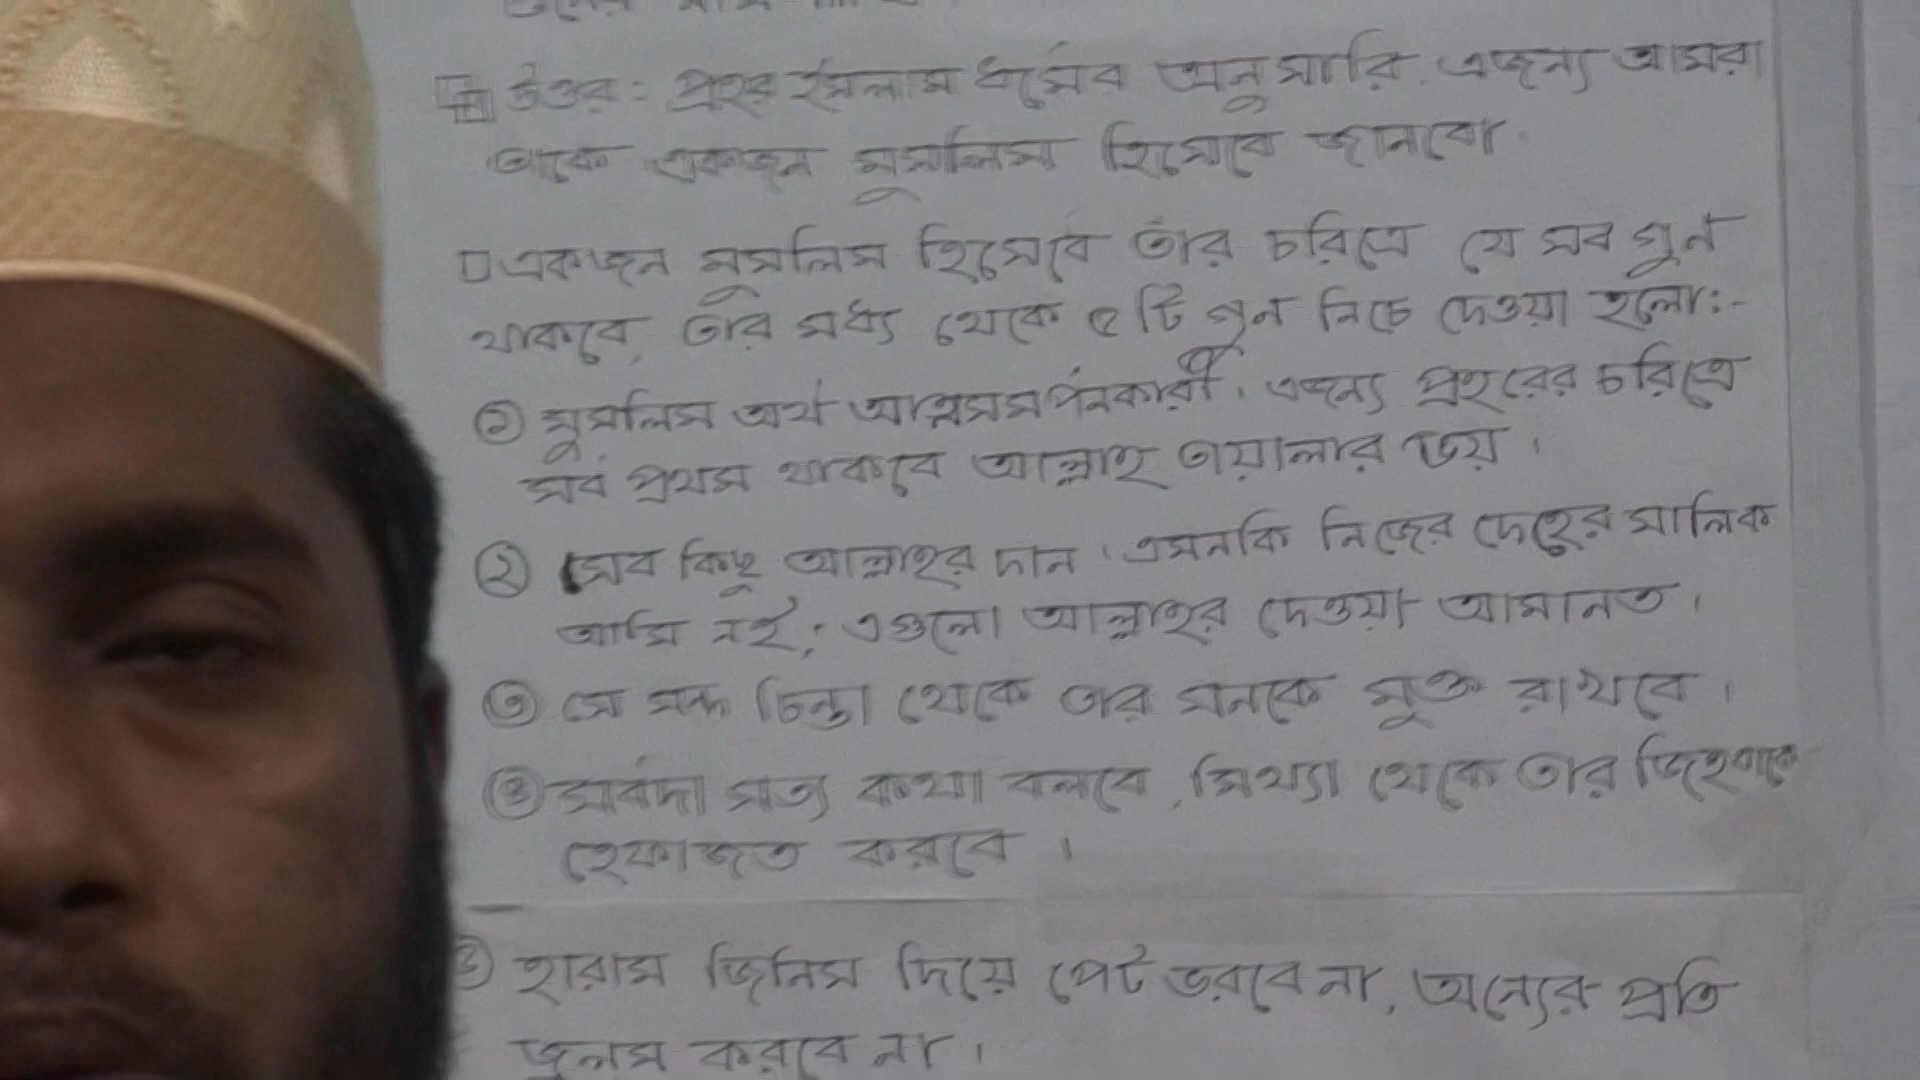 উত্তর: প্রহর ইসলাম ধর্মের অনুসারি. এজন্য আমরা
তাকে একজন মুসলিম হিসেবে জানবো.
একজন মুসলিম হিসেবে তাঁর চরিত্রে যে সব গুন
থাকবে, তার মধ্য থেকে ৫ টি গুন নিচে দেওয়া হলো:-
① মুসলিম অর্থ আত্নসমর্পনকারী। এজন্য প্রহরের চরিত্রে
সর্ব প্রথম থাকবে আল্লাহ তায়ালার ভয়।
② সব কিছু আল্লাহর দান। এমনকি নিজের দেহের মালিক
আমি নই, এগুলো আল্লাহর দেওয়া আমানত।
③ সে মন্দ চিন্তা থেকে তার মনকে মুক্ত রাখবে।
④ সর্বদা সত্য কথা বলবে, মিথ্যা থেকে তার জিহবাকে
হেফাজত করবে।
হারাম জিনিস দিয়ে পেট ভরবে না, অন্যের প্রতি
জুলুম করবে না।